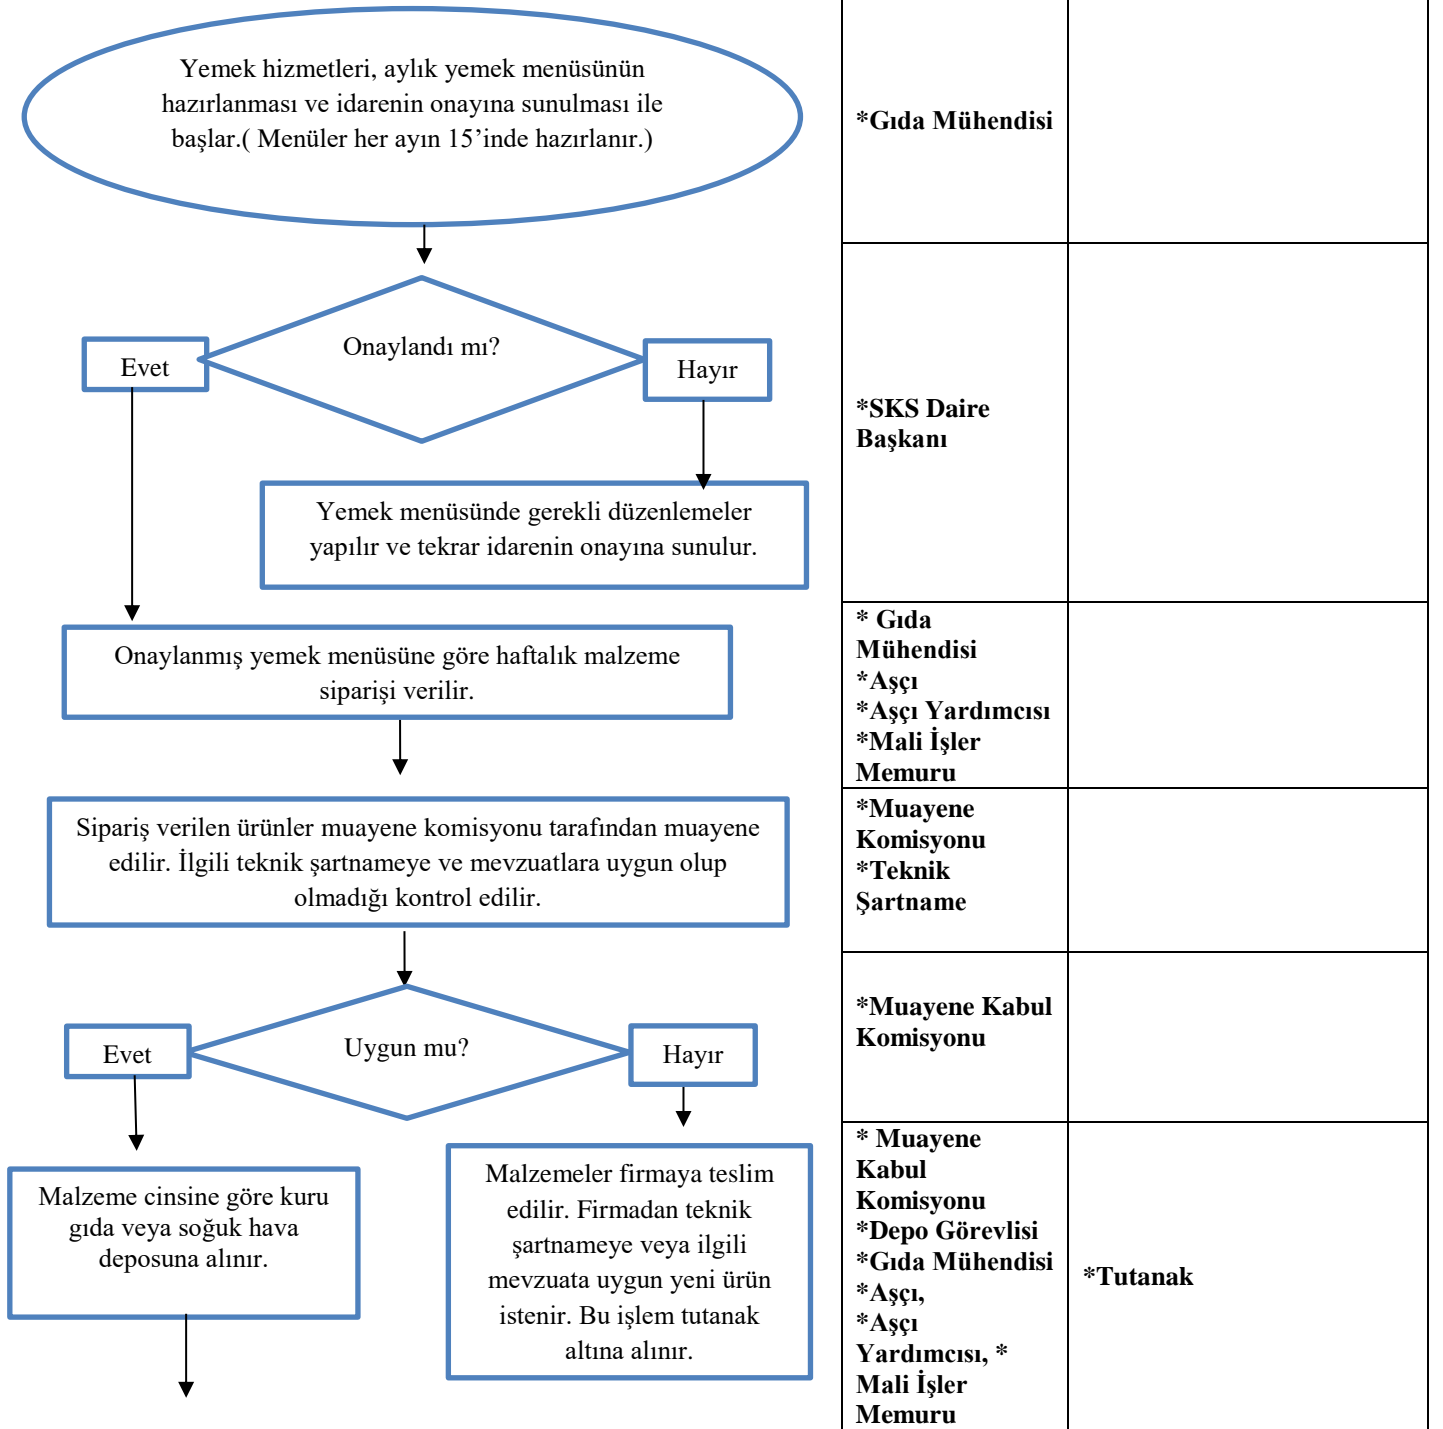 Yemek hizmetleri, aylık yemek menüsünün
hazırlanması ve idarenin onayına sunulması ile
başlar.( Menüler her ayın 15’inde hazırlanır.)
*Gıda Mühendisi
Onaylandı mı?
Evet
Hayır
*SKS Daire
Başkanı
Yemek menüsünde gerekli düzenlemeler
yapılır ve tekrar idarenin onayına sunulur.
Onaylanmış yemek menüsüne göre haftalık malzeme
siparişi verilir.
* Gıda
Mühendisi
*Aşçı
*Aşçı Yardımcısı
*Mali İşler
Memuru
Sipariş verilen ürünler muayene komisyonu tarafından muayene
edilir. İlgili teknik şartnameye ve mevzuatlara uygun olup
olmadığı kontrol edilir.
*Muayene
Komisyonu
*Teknik
Şartname
Uygun mu?
Evet
Hayır
*Muayene Kabul
Komisyonu
Malzeme cinsine göre kuru
gıda veya soğuk hava
deposuna alınır.
Malzemeler firmaya teslim
edilir. Firmadan teknik
şartnameye veya ilgili
mevzuata uygun yeni ürün
istenir. Bu işlem tutanak
altına alınır.
* Muayene
Kabul
Komisyonu
*Depo Görevlisi
*Gıda Mühendisi
*Aşçı,
*Aşçı
Yardımcısı, *
Mali İşler
Memuru
*Tutanak